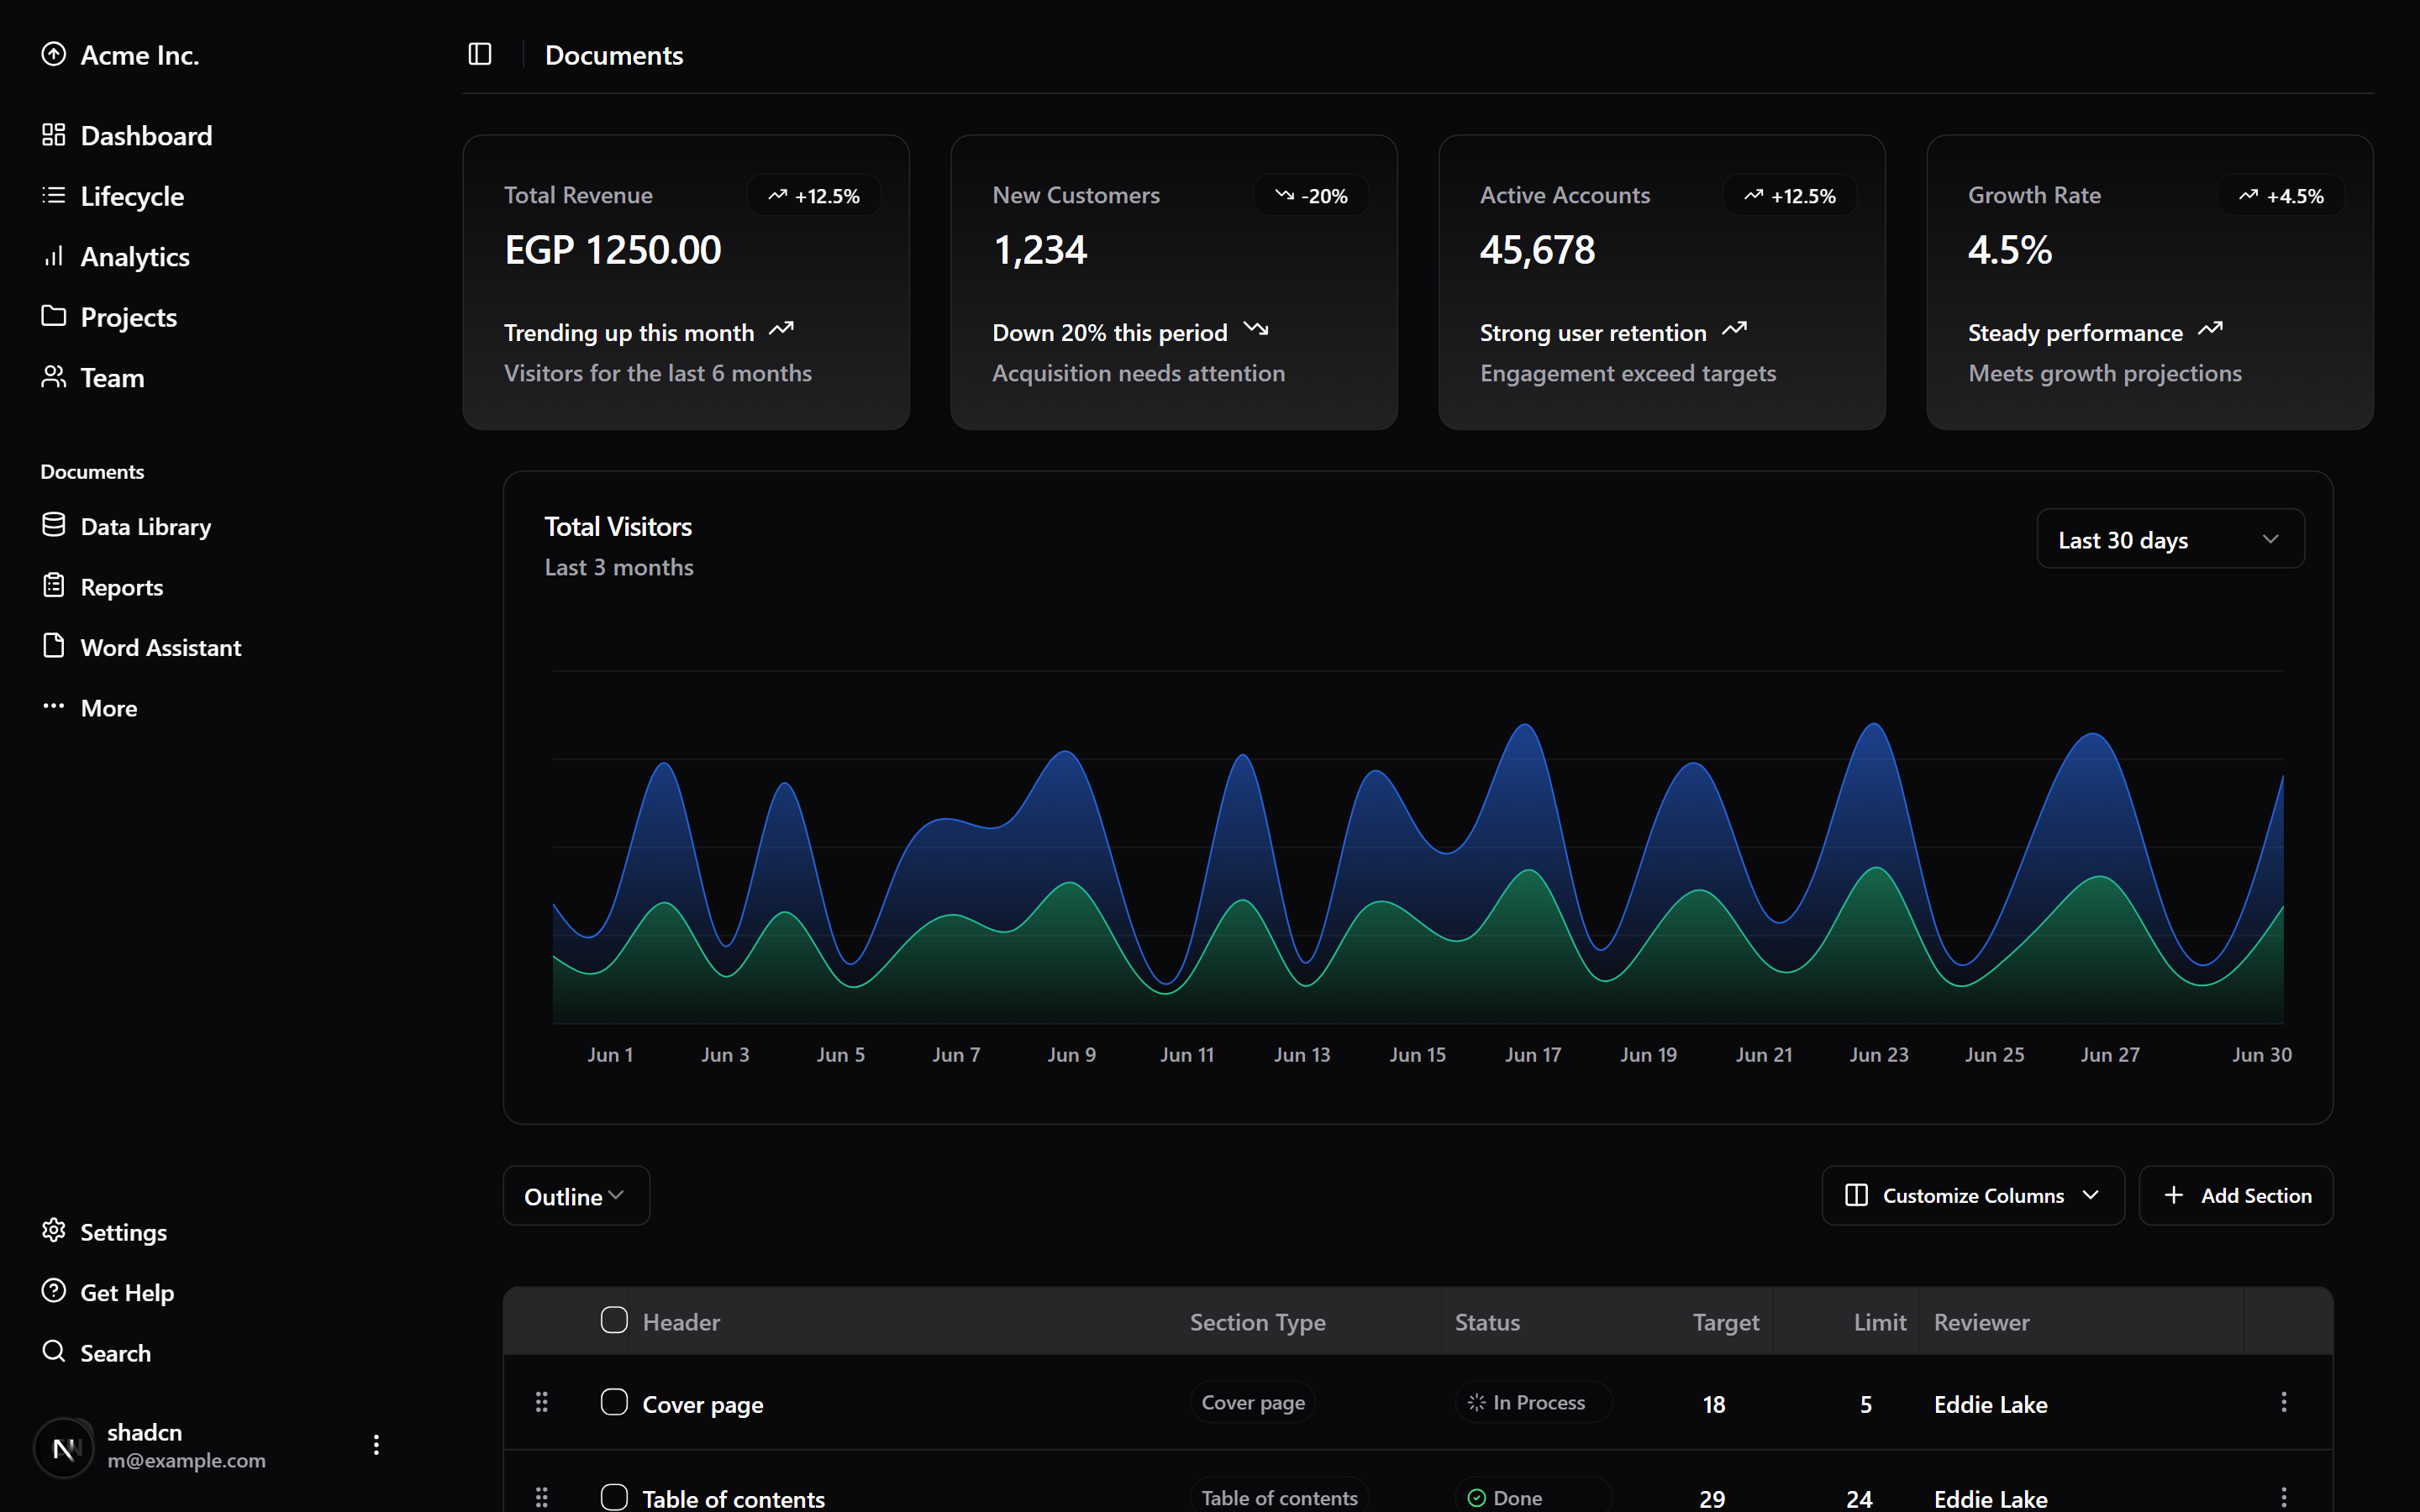 Acme Inc.
Dashboard
Lifecycle
Analytics
Projects
Team
Documents
Data Library
Reports
Word Assistant
More
Settings
Get Help
Search
shadcn
m@example.com
Documents
Total Revenue
+12.5%
EGP 1250.00
Trending up this month
Visitors for the last 6 months
New Customers
-20%
1,234
Down 20% this period
Acquisition needs attention
Active Accounts
+12.5%
45,678
Strong user retention
Engagement exceed targets
Growth Rate
+4.5%
4.5%
Steady performance
Meets growth projections
Total Visitors
Last 3 months
Last 30 days
Jun 1 Jun 3 Jun 5 Jun 7 Jun 9 Jun 11 Jun 13 Jun 15 Jun 17 Jun 19 Jun 21 Jun 23 Jun 25 Jun 27 Jun 30
Outline
Customize Columns
Add Section
Header Section Type Status Target Limit Reviewer
Cover page Cover page In Process 18 5 Eddie Lake
Table of contents Table of contents Done 29 24 Eddie Lake